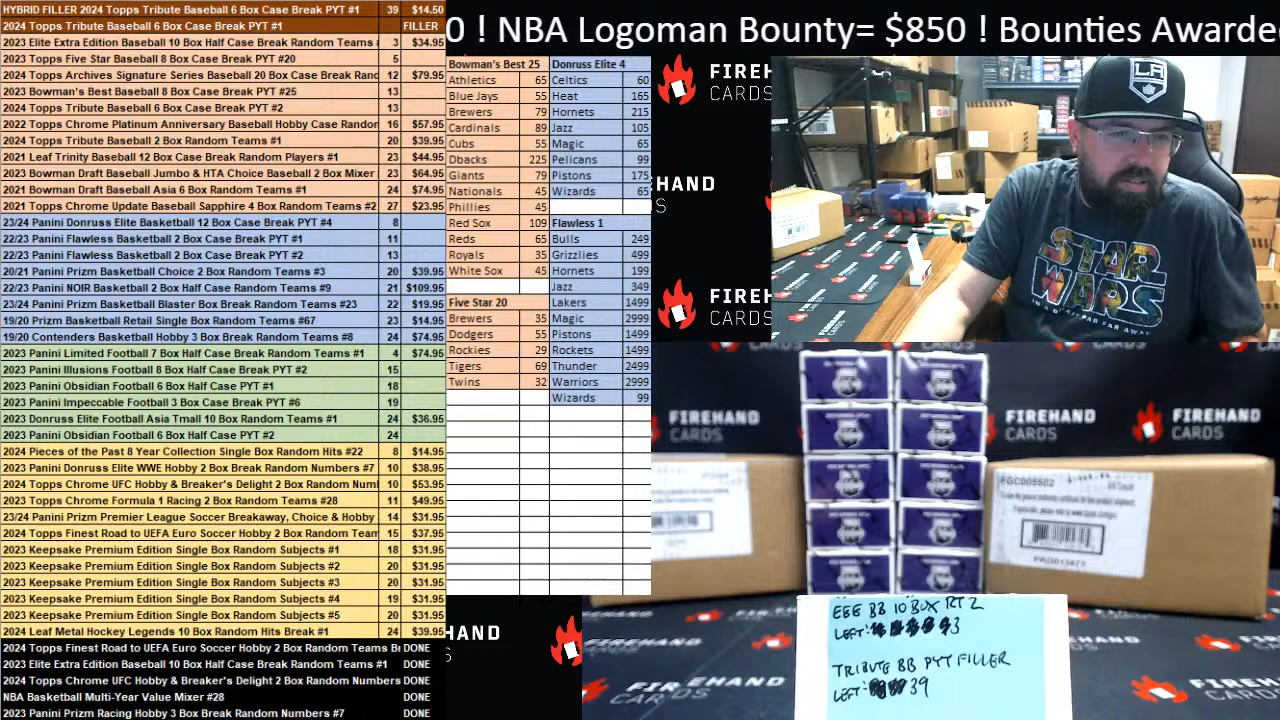 0 ! NBA Logoman Bounty= $850 ! Bounties Awarde
HYBRID FILLER 2024 Topps Tribute Baseball 6 Box Case Break PYT #1 39 $14.50
2024 Topps Tribute Baseball 6 Box Case Break PYT #1 FILLER
2023 Elite Extra Edition Baseball 10 Box Half Case Break Random Teams 3 $34.95
2023 Topps Five Star Baseball 8 Box Case Break PYT #20 5
2024 Topps Archives Signature Series Baseball 20 Box Case Break Ranc 12 $79.95
2023 Bowman's Best Baseball 8 Box Case Break PYT #25 13
2024 Topps Tribute Baseball 6 Box Case Break PYT #2 13
2022 Topps Chrome Platinum Anniversary Baseball Hobby Case Randor 16 $57.95
2024 Topps Tribute Baseball 2 Box Random Teams #1 20 $39.95
2021 Leaf Trinity Baseball 12 Box Case Break Random Players #1 23 $44.95
2023 Bowman Draft Baseball Jumbo & HTA Choice Baseball 2 Box Mixer 23 $64.95
2021 Bowman Draft Baseball Asia 6 Box Random Teams #1 24 $74.95
2021 Topps Chrome Update Baseball Sapphire 4 Box Random Teams #2 27 $23.95
23/24 Panini Donruss Elite Basketball 12 Box Case Break PYT #4 8
22/23 Panini Flawless Basketball 2 Box Case Break PYT #1 11
22/23 Panini Flawless Basketball 2 Box Case Break PYT #2 13
20/21 Panini Prizm Basketball Choice 2 Box Random Teams #3 20 $39.95
22/23 Panini NOIR Basketball 2 Box Half Case Random Teams #9 21 $109.95
23/24 Panini Prizm Basketball Blaster Box Break Random Teams #23 22 $19.95
19/20 Prizm Basketball Retail Single Box Random Teams #67 23 $14.95
19/20 Contenders Basketball Hobby 3 Box Break Random Teams #8 24 $74.95
2023 Panini Limited Football 7 Box Half Case Break Random Teams #1 4 $74.95
2023 Panini Illusions Football 8 Box Case Break PYT #2 15
2023 Panini Obsidian Football 6 Box Half Case PYT #1 18
2023 Panini Impeccable Football 3 Box Case Break PYT #6 19
2023 Donruss Elite Football Asia Tmall 10 Box Random Teams #1 24 $36.95
2023 Panini Obsidian Football 6 Box Half Case PYT #2 24
2024 Pieces of the Past 8 Year Collection Single Box Random Hits #22 8 $14.95
2023 Panini Donruss Elite WWE Hobby 2 Box Break Random Numbers #7 10 $38.95
2024 Topps Chrome UFC Hobby & Breaker's Delight 2 Box Random Numl 10 $53.95
2023 Topps Chrome Formula 1 Racing 2 Box Random Teams #28 11 $49.95
23/24 Panini Prizm Premier League Soccer Breakaway, Choice & Hobby 14 $31.95
2024 Topps Finest Road to UEFA Euro Soccer Hobby 2 Box Random Tean 15 $37.95
2023 Keepsake Premium Edition Single Box Random Subjects #1 18 $31.95
2023 Keepsake Premium Edition Single Box Random Subjects #2 20 $31.95
2023 Keepsake Premium Edition Single Box Random Subjects #3 20 $31.95
2023 Keepsake Premium Edition Single Box Random Subjects #4 19 $31.95
2023 Keepsake Premium Edition Single Box Random Subjects #5 20 $31.95
2024 Leaf Metal Hockey Legends 10 Box Random Hits Break #1 24 $39.95
2024 Topps Finest Road to UEFA Euro Soccer Hobby 2 Box Random Teams Bi DONE
2023 Elite Extra Edition Baseball 10 Box Half Case Break Random Teams #1 DONE
2024 Topps Chrome UFC Hobby & Breaker's Delight 2 Box Random Numbers DONE
NBA Basketball Multi-Year Value Mixer #28 DONE
2023 Panini Prizm Racing Hobby 3 Box Break Random Numbers #7 DONE
Bowman's Best 25
Athletics 65
Blue Jays 55
Brewers 79
Cardinals 89
Cubs 55
Dbacks 225
Giants 79
Nationals 45
Phillies 45
Red Sox 109
Reds 65
Royals 35
White Sox 45
Five Star 20
Brewers 35
Dodgers 55
Rockies 29
Tigers 69
Twins 32
Donruss Elite 4
Celtics 60
Heat 165
Hornets 215
Jazz 105
Magic 65
Pelicans 99
Pistons 175
Wizards 65
Flawless 1
Bulls 249
Grizzlies 499
Hornets 199
Jazz 349
Lakers 1499
Magic 2999
Pistons 1499
Rockets 1499
Thunder 2499
Warriors 2999
Wizards 99
FIREH
CARDS
HAND
S
FIREH
CARDS
HAND
S
LA
STAR
WARS
IN A GALAXY FAR AWAY
FIREHAND
CARDS
FIREHAND
CARDS
FGC005502
PKG013477
EEE BB 10 BOX RT 2
LEFT: 3
TRIBUTE BB PYT FILLER
LEFT: 39